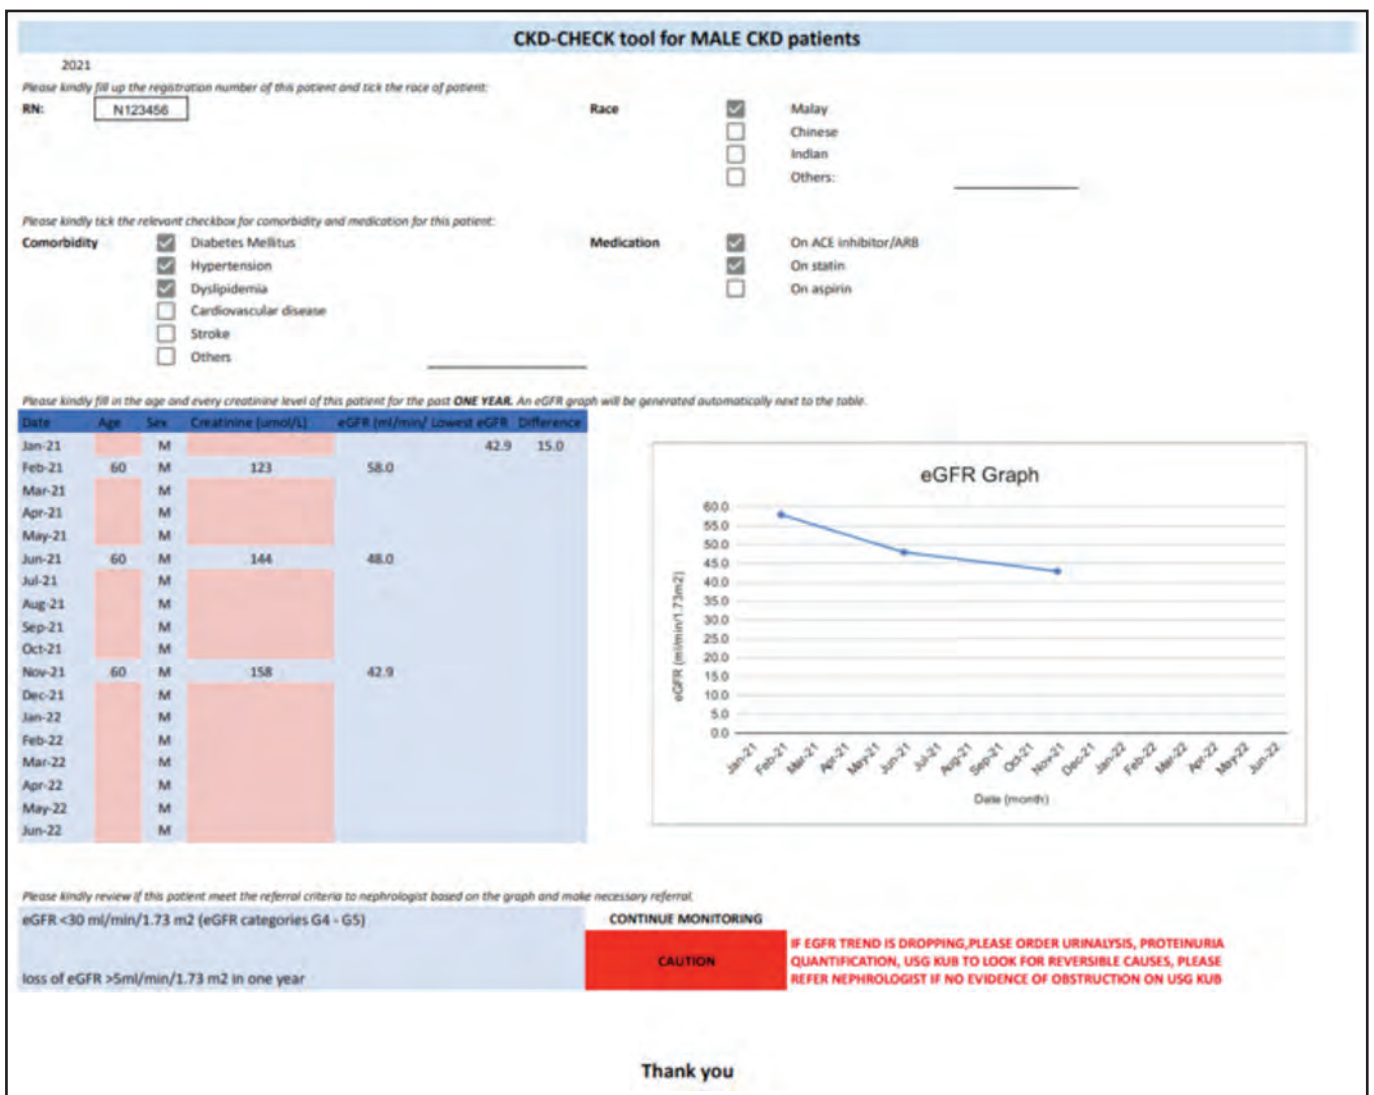 CKD-CHECK tool for MALE CKD patients
2021
Please kindly fill up the registration number of this patient and tick the race of patient:
RN: N123456 Race Malay
Chinese
Indian
Others:
Please kindly tick the relevant checkbox for comorbidity and medication for this patient:
Comorbidity Diabetes Mellitus Medication On ACE inhibitor/ARB
Hypertension On statin
Dyslipidemia On aspirin
Cardiovascular disease
Stroke
Others
Please kindly fill in the age and every creatinine level of this patient for the past ONE YEAR. An eGFR graph will be generated automatically next to the table.
Date Age Sex Creatinine (umol/L) eGFR (ml/min/ Lowest eGFR Difference
Jan-21 M 42.9 15.0
Feb-21 60 M 123 58.0
Mar-21 M
Apr-21 M
May-21 M
Jun-21 60 M 144 48.0
Jul-21 M
Aug-21 M
Sep-21 M
Oct-21 M
Nov-21 60 M 158 42.9
Dec-21 M
Jan-22 M
Feb-22 M
Mar-22 M
Apr-22 M
May-22 M
Jun-22 M
eGFR Graph
eGFR (ml/min/1.73m2)
60.0
55.0
50.0
45.0
40.0
35.0
30.0
25.0
20.0
15.0
10.0
5.0
0.0
Jan-21 Feb-21 Mar-21 Apr-21 May-21 Jun-21 Jul-21 Aug-21 Sep-21 Oct-21 Nov-21 Dec-21 Jan-22 Feb-22 Mar-22 Apr-22 May-22 Jun-22
Date (month)
Please kindly review if this patient meet the referral criteria to nephrologist based on the graph and make necessary referral.
eGFR <30 ml/min/1.73 m2 (eGFR categories G4 - G5) CONTINUE MONITORING
loss of eGFR >5ml/min/1.73 m2 in one year CAUTION
IF EGFR TREND IS DROPPING,PLEASE ORDER URINALYSIS, PROTEINURIA
QUANTIFICATION, USG KUB TO LOOK FOR REVERSIBLE CAUSES, PLEASE
REFER NEPHROLOGIST IF NO EVIDENCE OF OBSTRUCTION ON USG KUB
Thank you